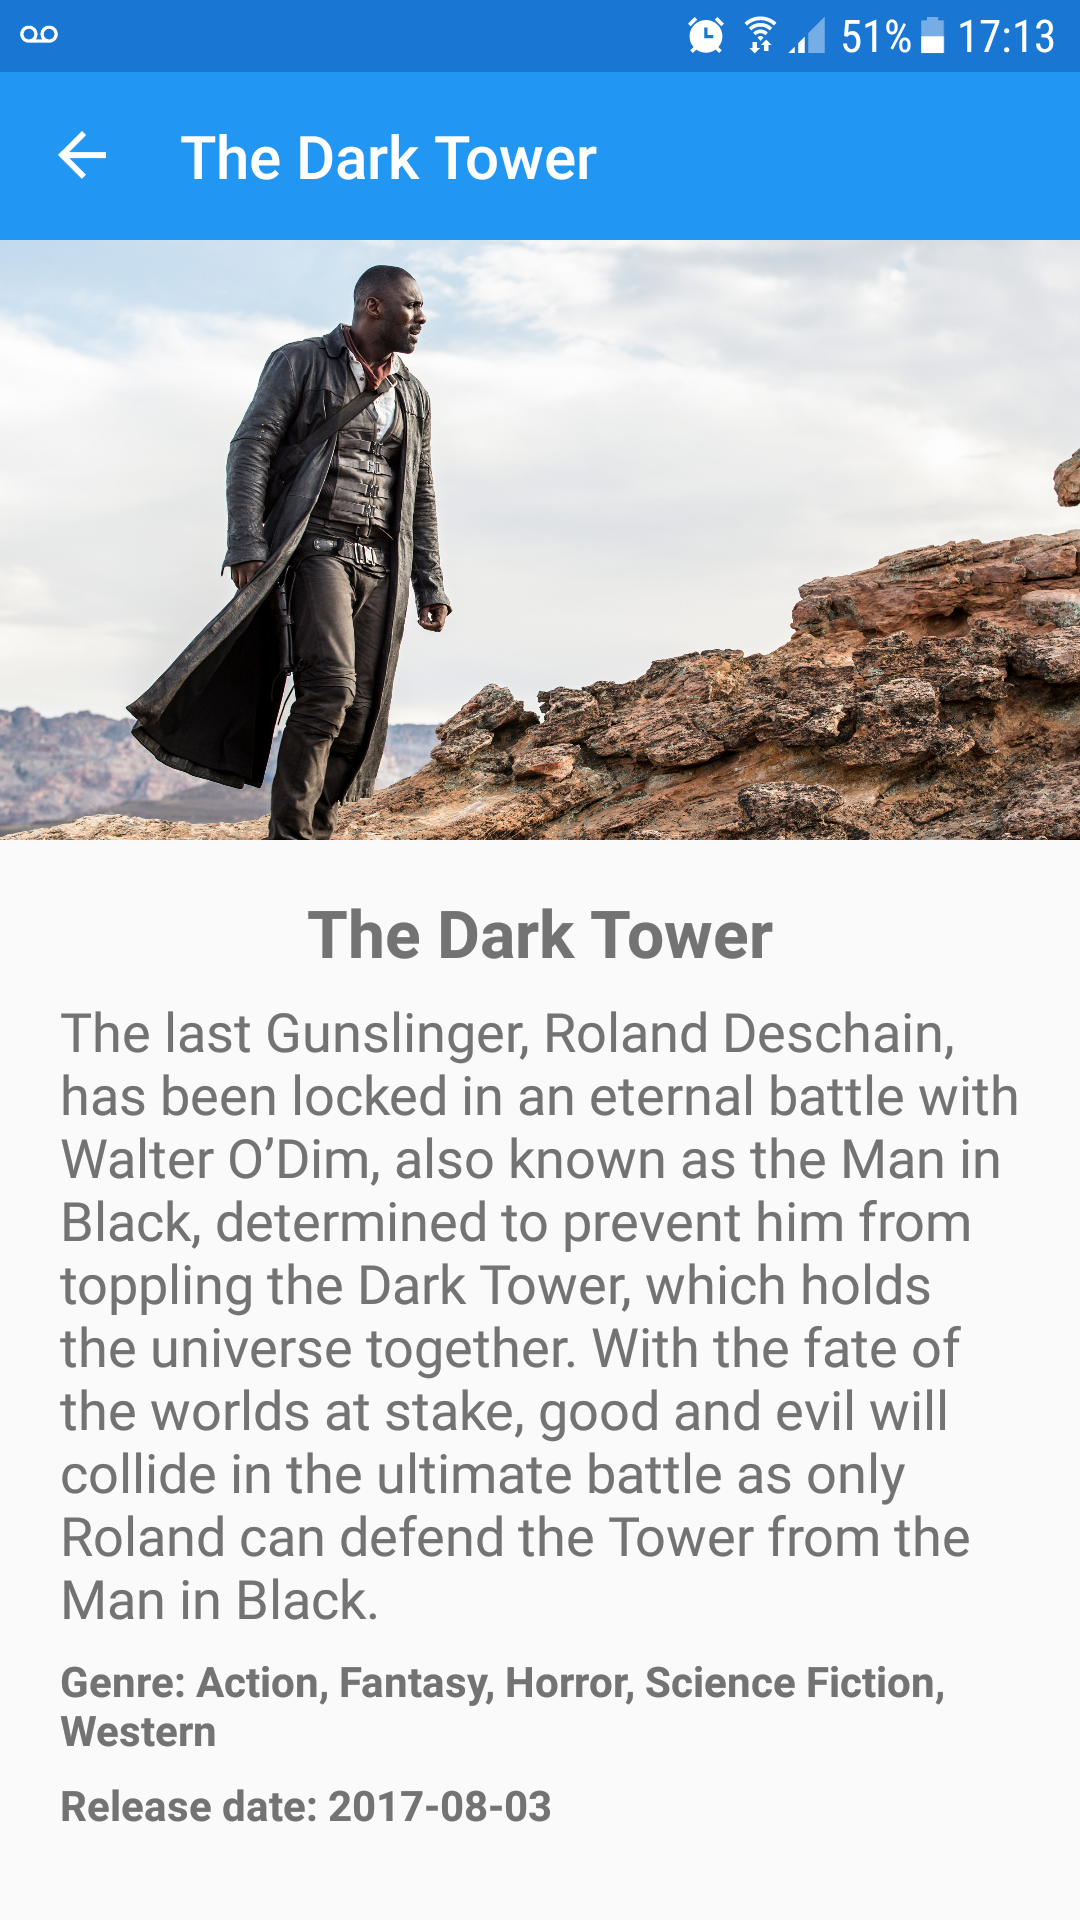 51% 17:13
The Dark Tower
The Dark Tower
The last Gunslinger, Roland Deschain,
has been locked in an eternal battle with
Walter O’Dim, also known as the Man in
Black, determined to prevent him from
toppling the Dark Tower, which holds
the universe together. With the fate of
the worlds at stake, good and evil will
collide in the ultimate battle as only
Roland can defend the Tower from the
Man in Black.
Genre: Action, Fantasy, Horror, Science Fiction,
Western
Release date: 2017-08-03